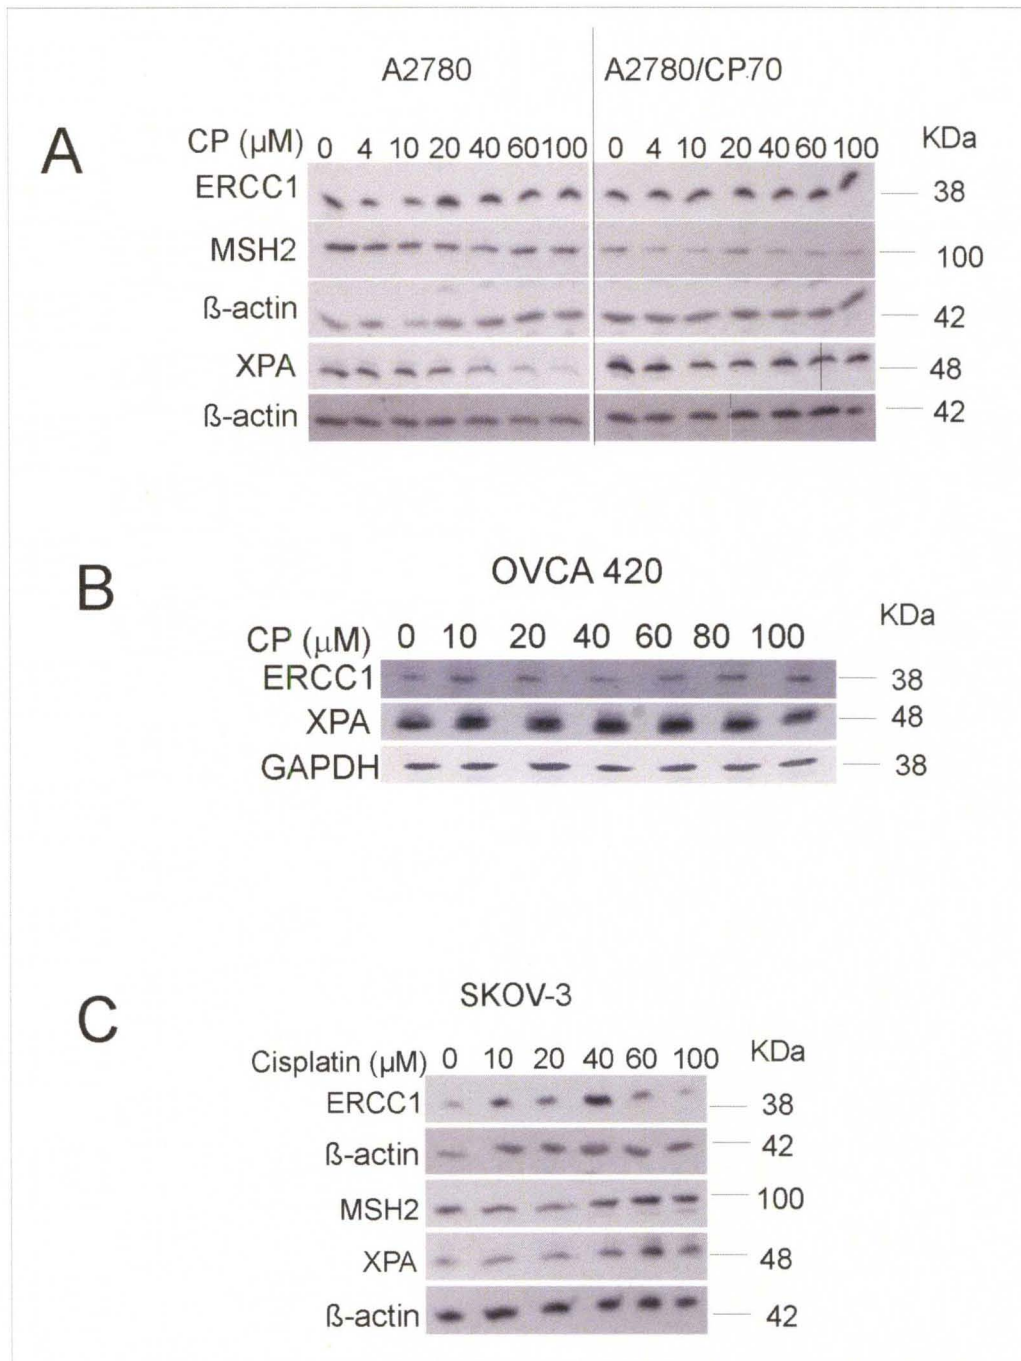 A2780 A2780/CP70
A
CP (µM) 0 4 10 20 40 60 100 0 4 10 20 40 60 100 KDa
ERCC1 38
MSH2 100
ß-actin 42
XPA 48
ß-actin 42
B
OVCA 420
CP (µM) 0 10 20 40 60 80 100 KDa
ERCC1 38
XPA 48
GAPDH 38
C
SKOV-3
Cisplatin (µM) 0 10 20 40 60 100 KDa
ERCC1 38
ß-actin 42
MSH2 100
XPA 48
ß-actin 42